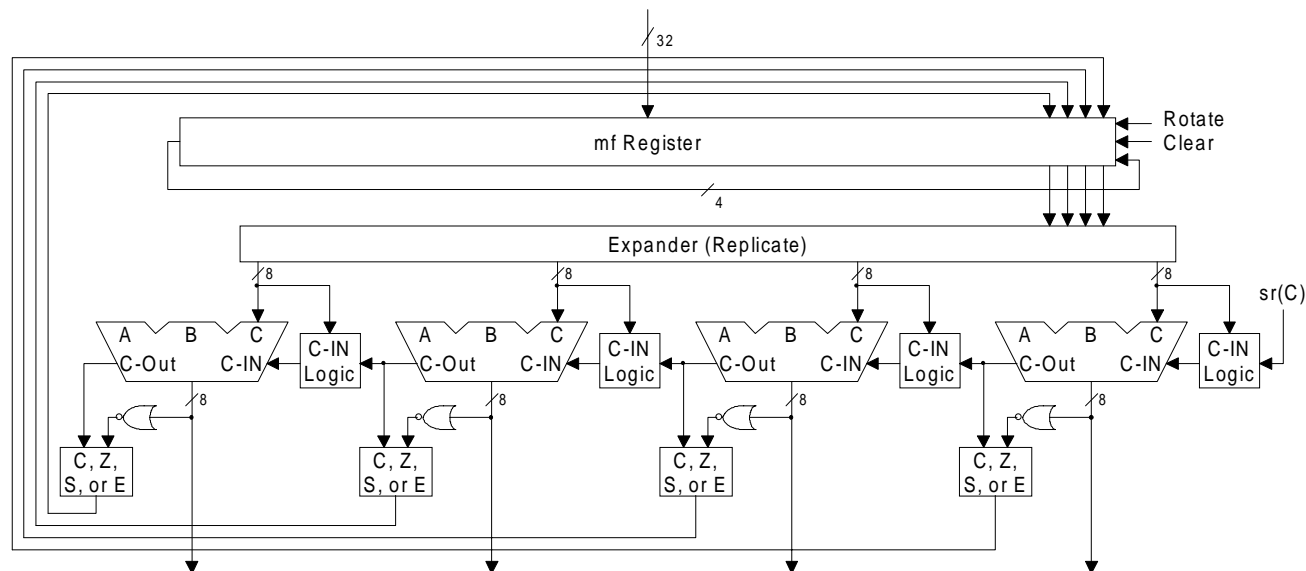 32
Rotate
mf Register
Clear
4
Expander (Replicate)
8
8
8
8
sr(C)
A B C
C-Out C-IN
C-IN
Logic
A B C
C-Out C-IN
C-IN
Logic
A B C
C-Out C-IN
C-IN
Logic
A B C
C-Out C-IN
C-IN
Logic
8
8
8
8
C, Z,
S, or E
C, Z,
S, or E
C, Z,
S, or E
C, Z,
S, or E